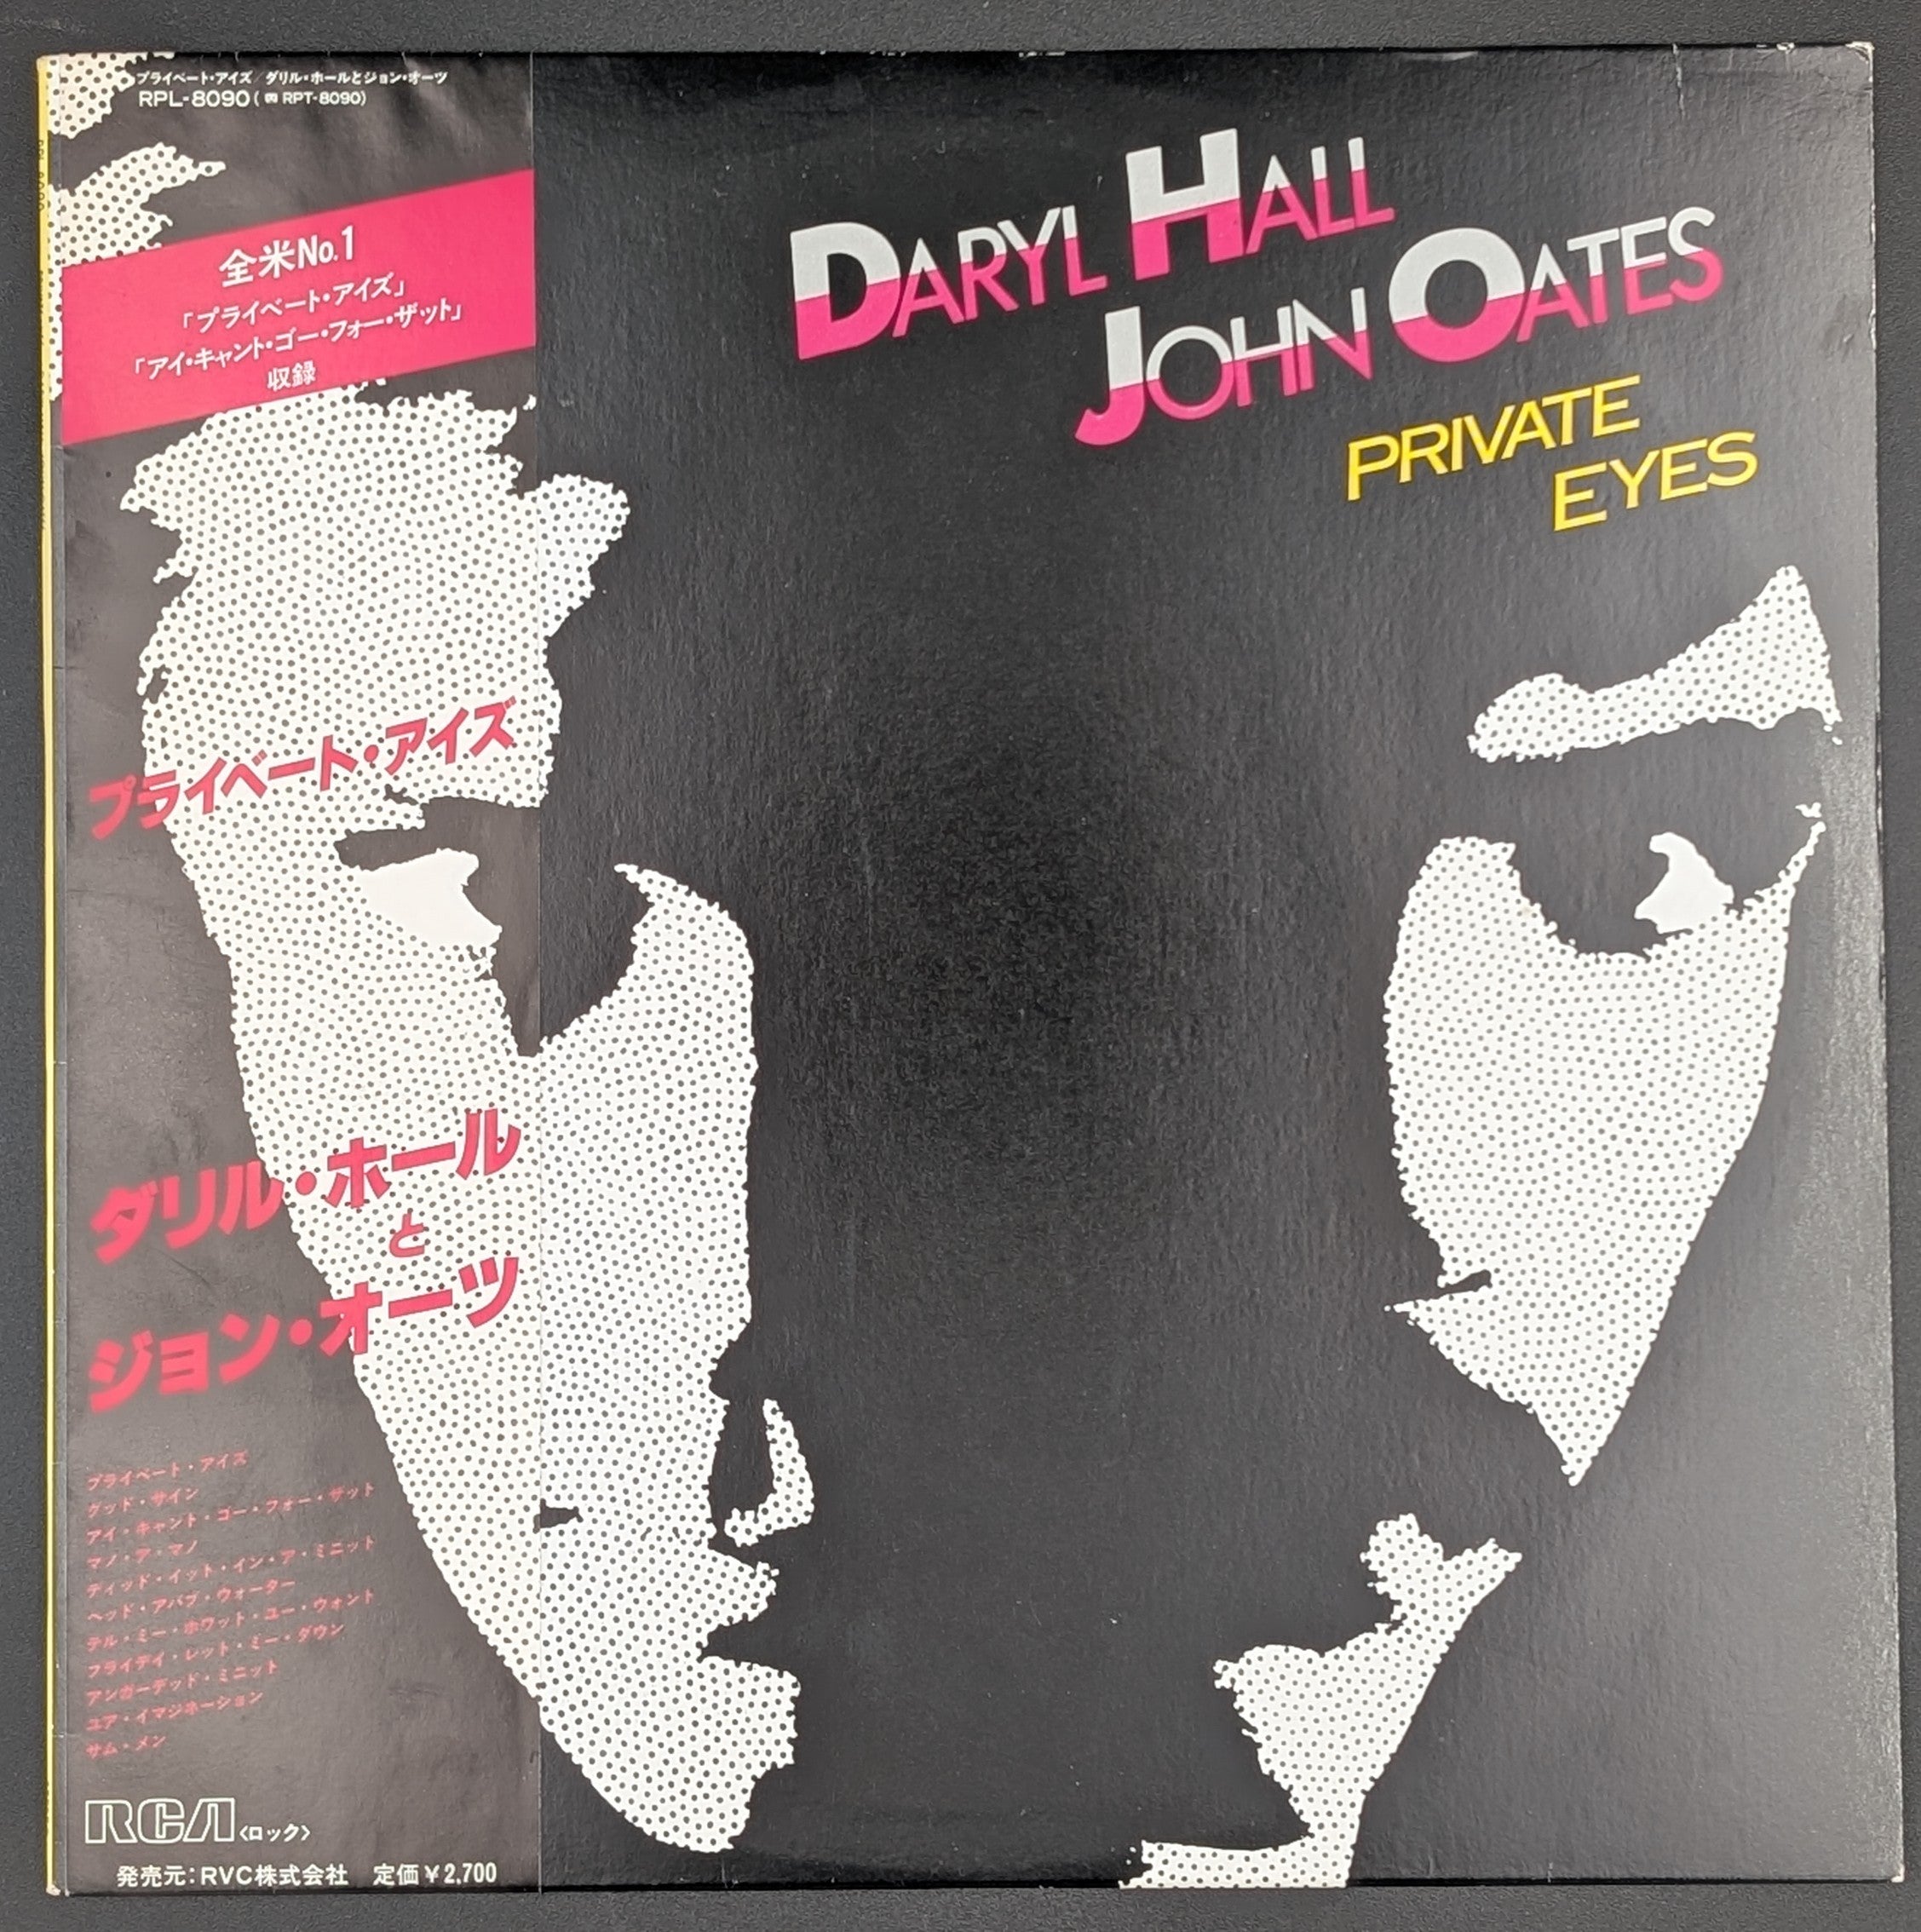 プライベート・アイズ/ダリル・ホールとジョン・オーツ
RPL-8090 ( RPT-8090)
全米No.1
「プライベート・アイズ」
「アイ・キャント・ゴー・フォー・ザット」
収録
DARYL HALL
JOHN OATES
PRIVATE
EYES
プライベート・アイズ
ダリル・ホール
と
ジョン・オーツ
プライベート・アイズ
グッド・サイン
アイ・キャント・ゴー・フォー・ザット
マノ・ア・マノ
ディッド・イット・イン・ア・ミニット
ヘッド・アバブ・ウォーター
テル・ミー・ホワット・ユー・ウォント
フライデイ・レット・ミー・ダウン
アンガーデッド・ミニット
ユア・イマジネーション
サム・メン
RCA〈ロック〉
発売元:RVC株式会社 定価¥2,700